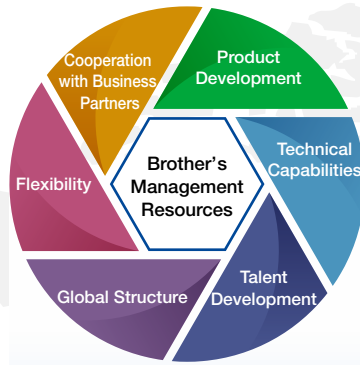 Cooperation
with Business
Partners
Product
Development
Technical
Capabilities
Talent
Development
Global Structure
Flexibility
Brother's
Management
Resources